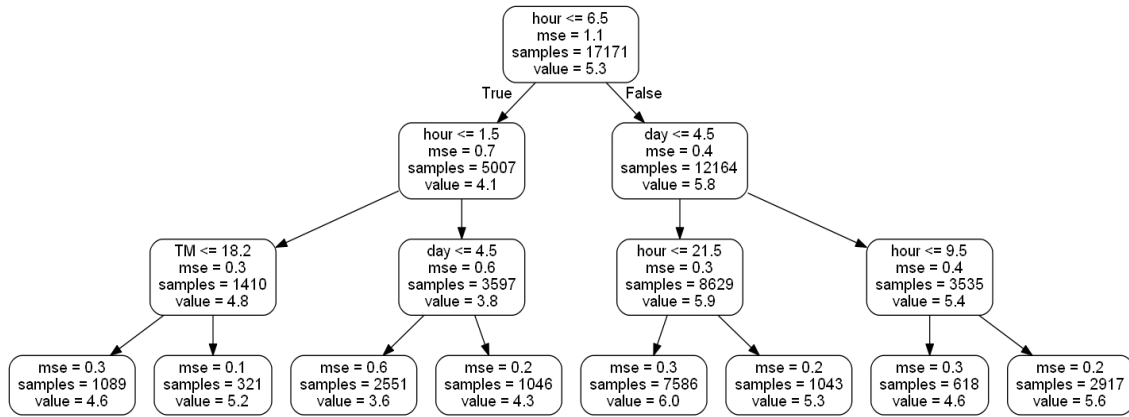 hour <= 6.5
mse = 1.1
samples = 17171
value = 5.3
True
False
hour <= 1.5
mse = 0.7
samples = 5007
value = 4.1
day <= 4.5
mse = 0.4
samples = 12164
value = 5.8
TM <= 18.2
mse = 0.3
samples = 1410
value = 4.8
day <= 4.5
mse = 0.6
samples = 3597
value = 3.8
hour <= 21.5
mse = 0.3
samples = 8629
value = 5.9
hour <= 9.5
mse = 0.4
samples = 3535
value = 5.4
mse = 0.3
samples = 1089
value = 4.6
mse = 0.1
samples = 321
value = 5.2
mse = 0.6
samples = 2551
value = 3.6
mse = 0.2
samples = 1046
value = 4.3
mse = 0.3
samples = 7586
value = 6.0
mse = 0.2
samples = 1043
value = 5.3
mse = 0.3
samples = 618
value = 4.6
mse = 0.2
samples = 2917
value = 5.6